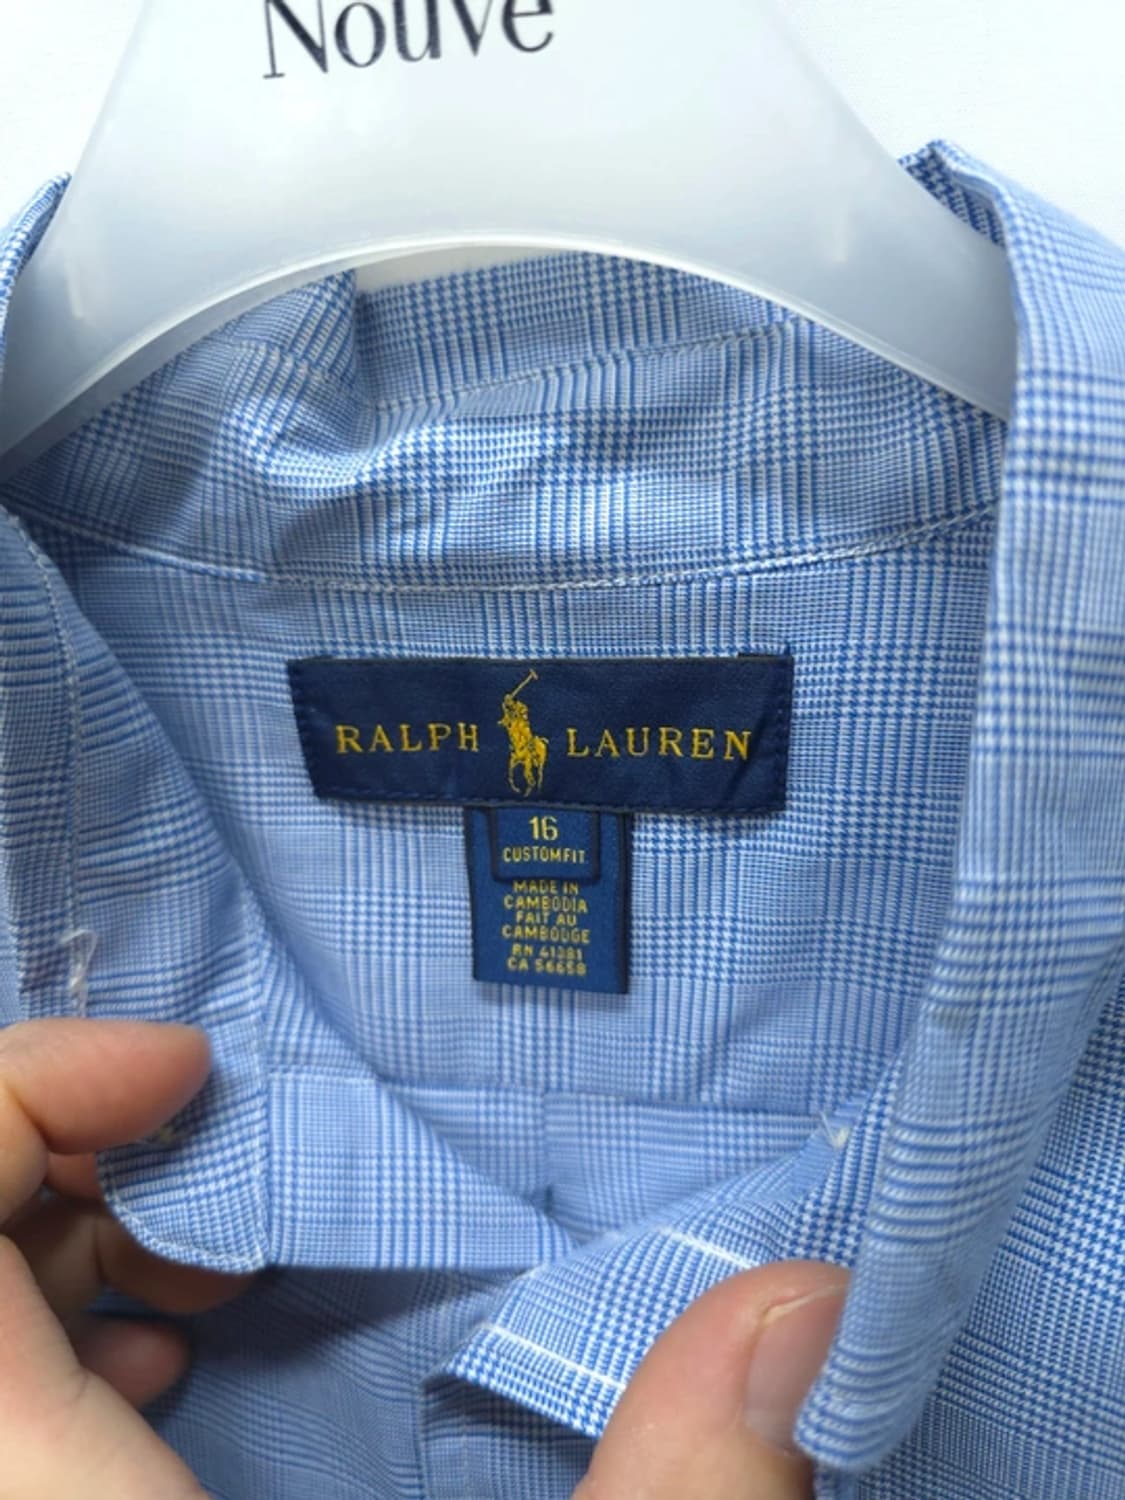 Nouve
RALPH LAUREN
16
CUSTOM FIT
MADE IN
CAMBODIA
FAIT AU
CAMBODGE
RN 41381
CA 56658